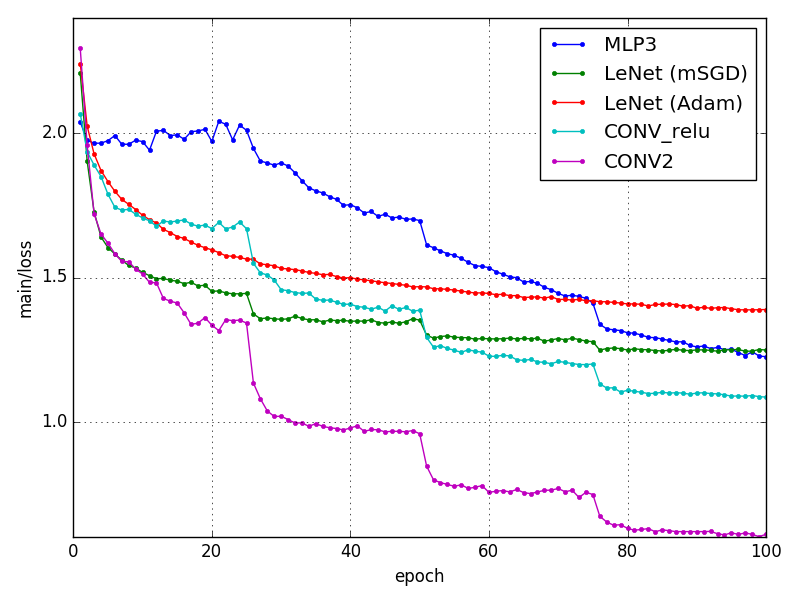 MLP3
LeNet (mSGD)
LeNet (Adam)
CONV_relu
CONV2
2.0
1.5
1.0
main/loss
0 20 40 60 80 100
epoch